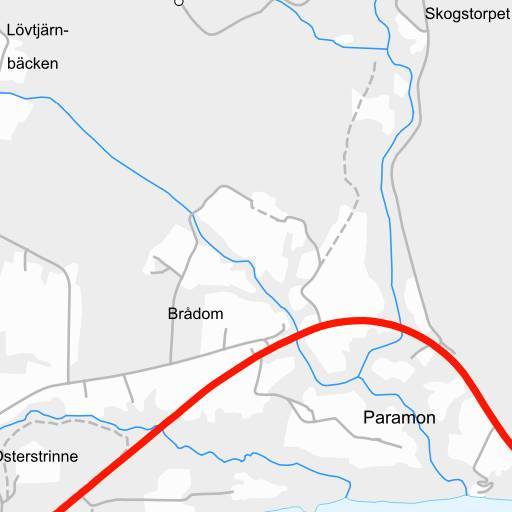 Skogstorpet
Lövtjärn-
bäcken
Brådom
Paramon
Österstrinne